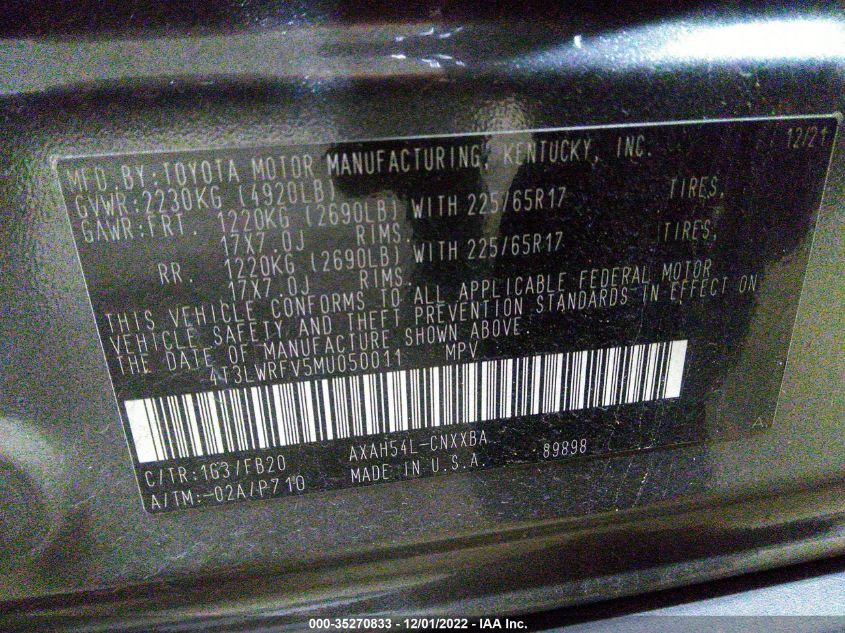 MFD.BY:TOYOTA MOTOR MANUFACTURING, KENTUCKY, INC. 12/21
GVWR:2230KG (4920LB)
GAWR:FRT. 1220KG (2690LB) WITH 225/65R17 TIRES,
17X7.0J RIMS,
RR. 1220KG (2690LB) WITH 225/65R17 TIRES,
17X7.0J RIMS.
THIS VEHICLE CONFORMS TO ALL APPLICABLE FEDERAL MOTOR
VEHICLE SAFETY AND THEFT PREVENTION STANDARDS IN EFFECT ON
THE DATE OF MANUFACTURE SHOWN ABOVE.
4T3LWRFV5MU050011 MPV
A
C/TR:1G3/FB20 AXAH54L-CNXXBA 89898
A/TM:-02A/P710 MADE IN U.S.A.
000-35270833 - 12/01/2022 - IAA Inc.